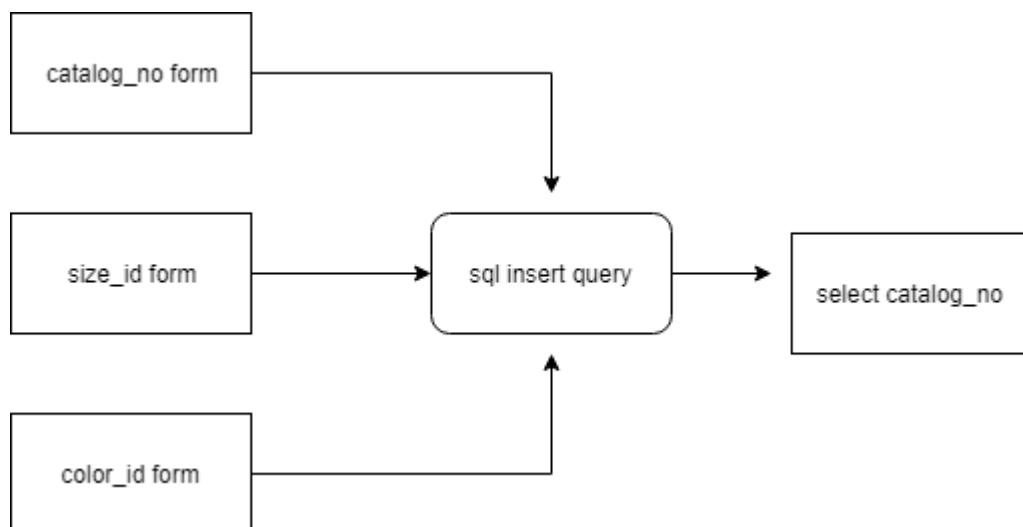 catalog_no form
size_id form
sql insert query
select catalog_no
color_id form